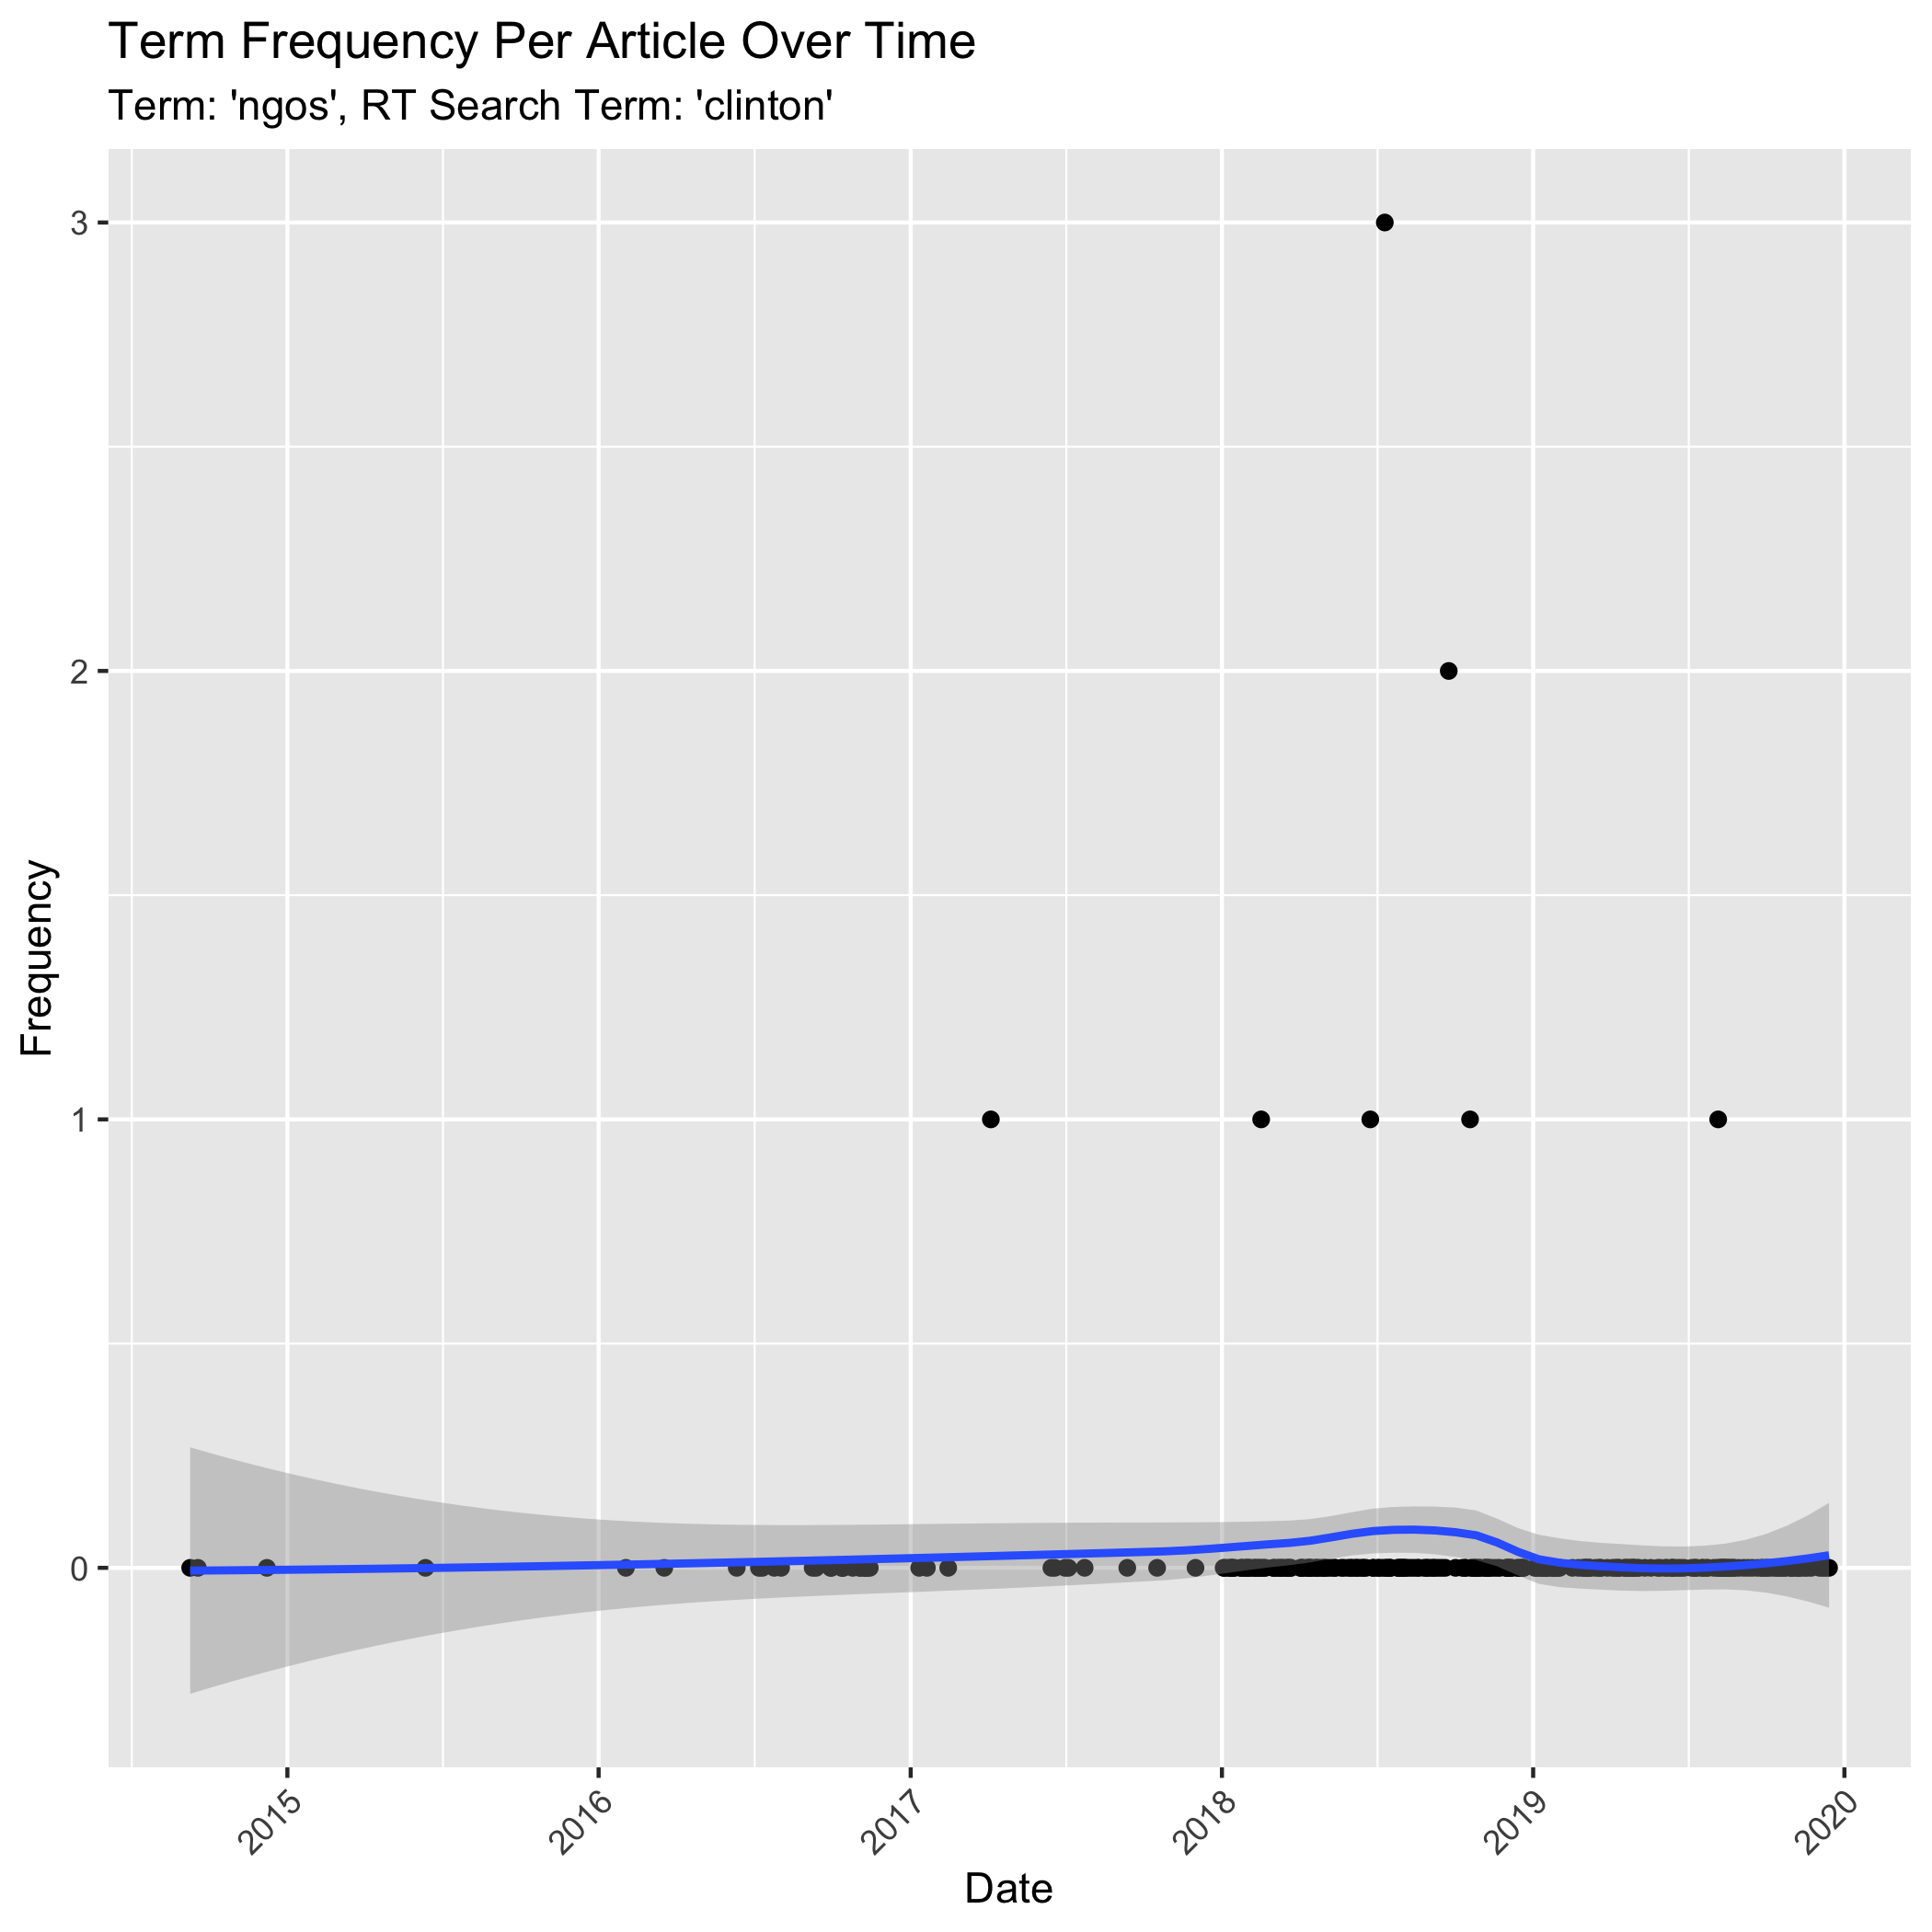 Term Frequency Per Article Over Time
Term: 'ngos', RT Search Term: 'clinton'
Frequency
3
2
1
0
2015 2016 2017 2018 2019 2020
Date